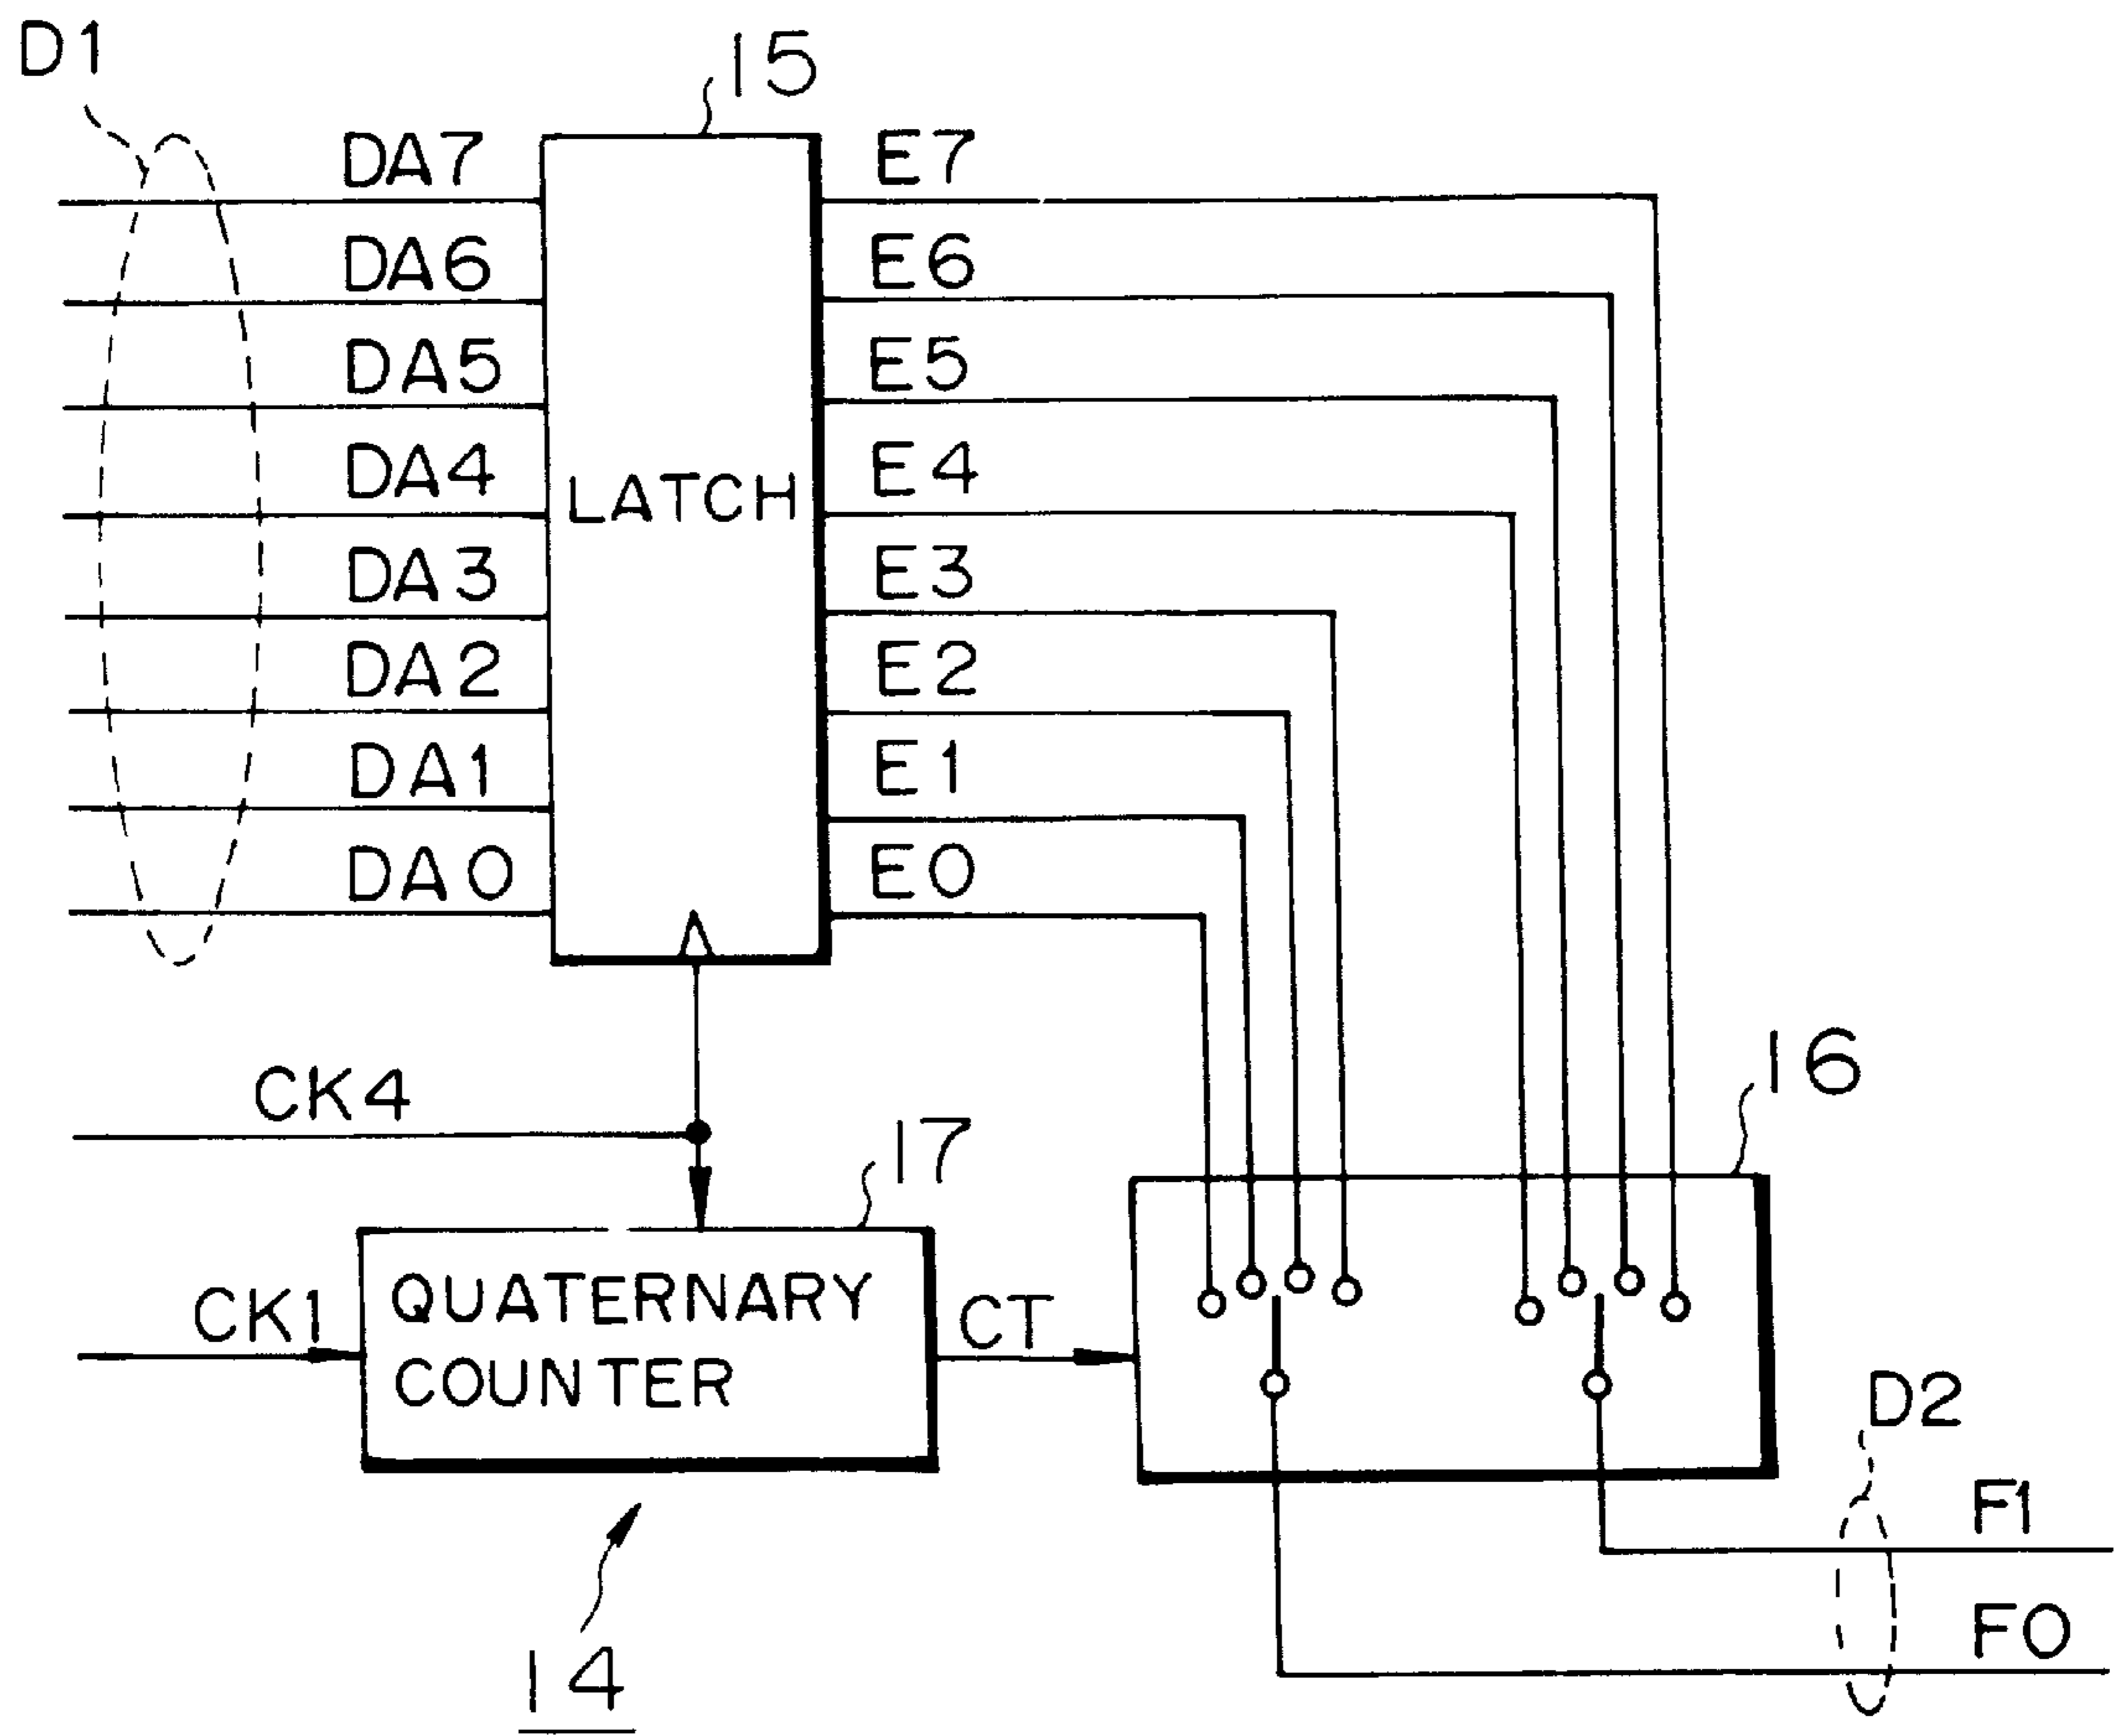 D1
15
DA7 E7
DA6 E6
DA5 E5
DA4 E4
LATCH
DA3 E3
DA2 E2
DA1 E1
DA0 E0
CK4
16
17
CK1
QUATERNARY
COUNTER
CT
D2
F1
F0
14